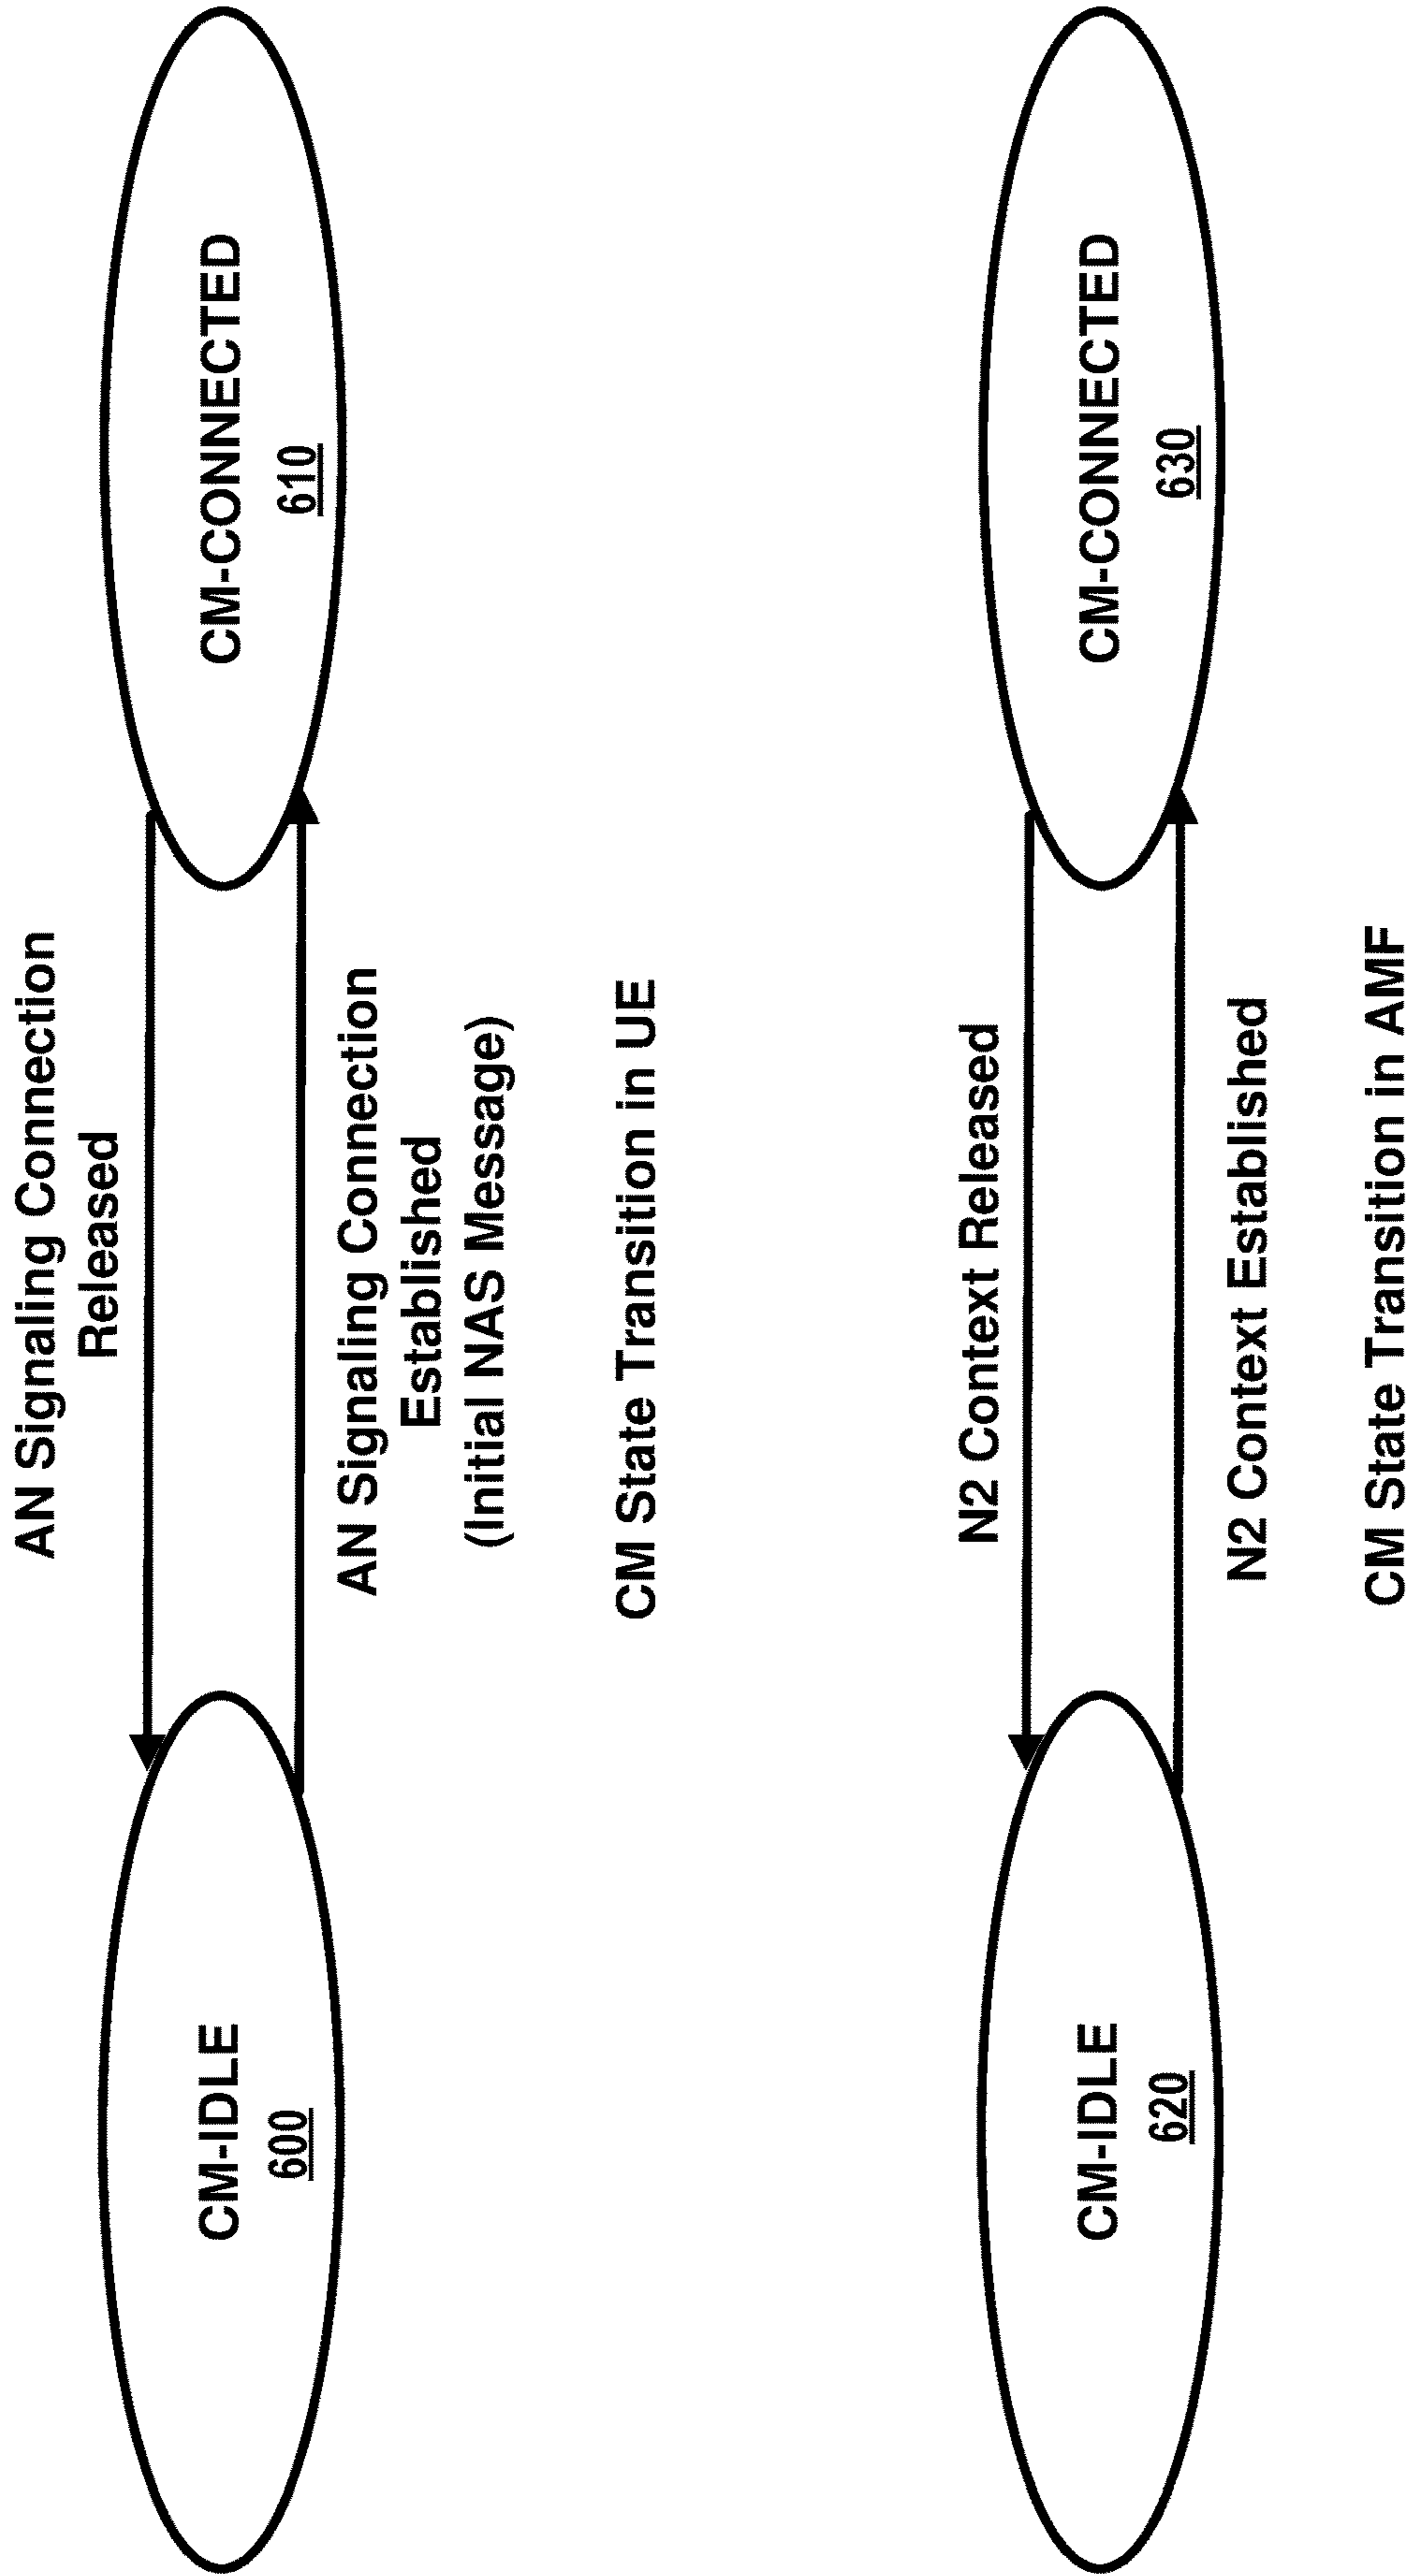 AN Signaling Connection
Released
CM-IDLE
600
CM-CONNECTED
610
AN Signaling Connection
Established
(Initial NAS Message)
CM State Transition in UE
N2 Context Released
CM-IDLE
620
CM-CONNECTED
630
N2 Context Established
CM State Transition in AMF